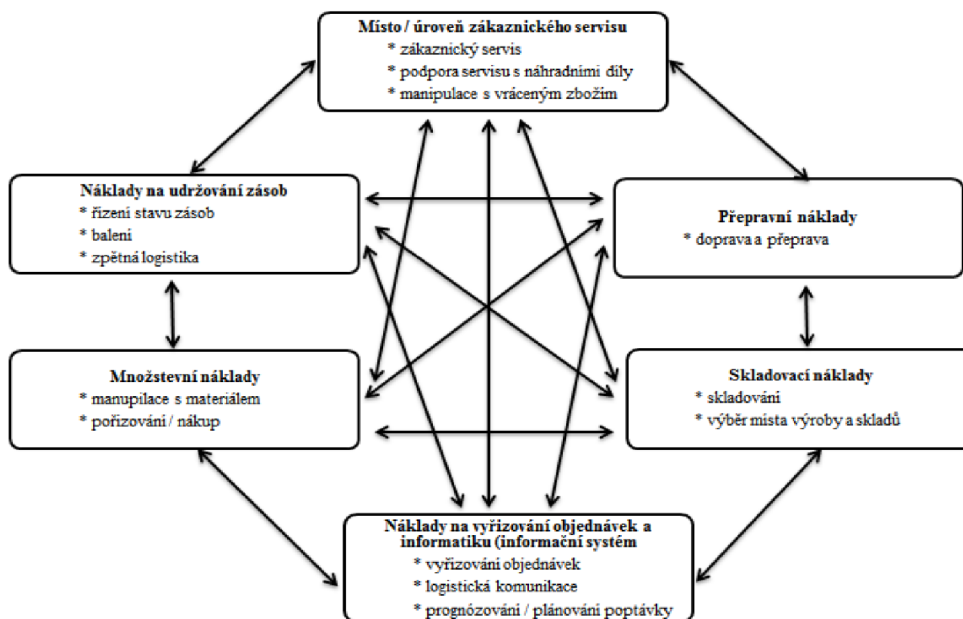 Místo / úroveň zákaznického servisu
* zákaznický servis
* podpora servisu s náhradními díly
* manipulace s vráceným zbožím
Náklady na udržování zásob
* řízení stavu zásob
* balení
* zpětná logistika
Přepravní náklady
* doprava a přeprava
Množstevní náklady
* manupilace s materiálem
* pořizování / nákup
Skladovací náklady
* skladování
* výběr místa výroby a skladů
Náklady na vyřizování objednávek a
informatiku (informační systém
* vyřizování objednávek
* logistická komunikace
* prognózování / plánování poptávky